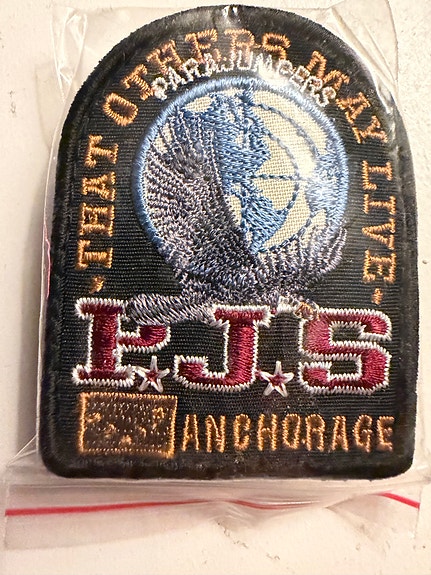 "THAT OTHERS MAY LIVE"
PARAJUMPERS
P.J.S
ANCHORAGE